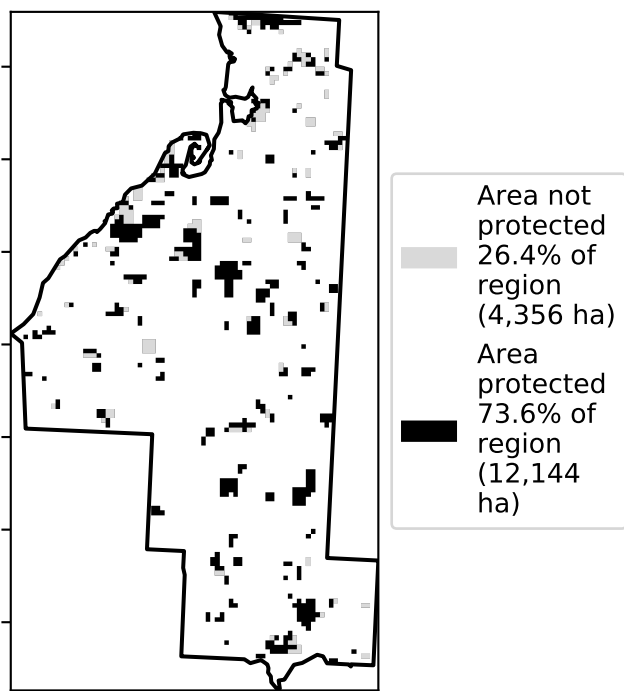 Area not
protected
26.4% of
region
(4,356 ha)
Area
protected
73.6% of
region
(12,144
ha)